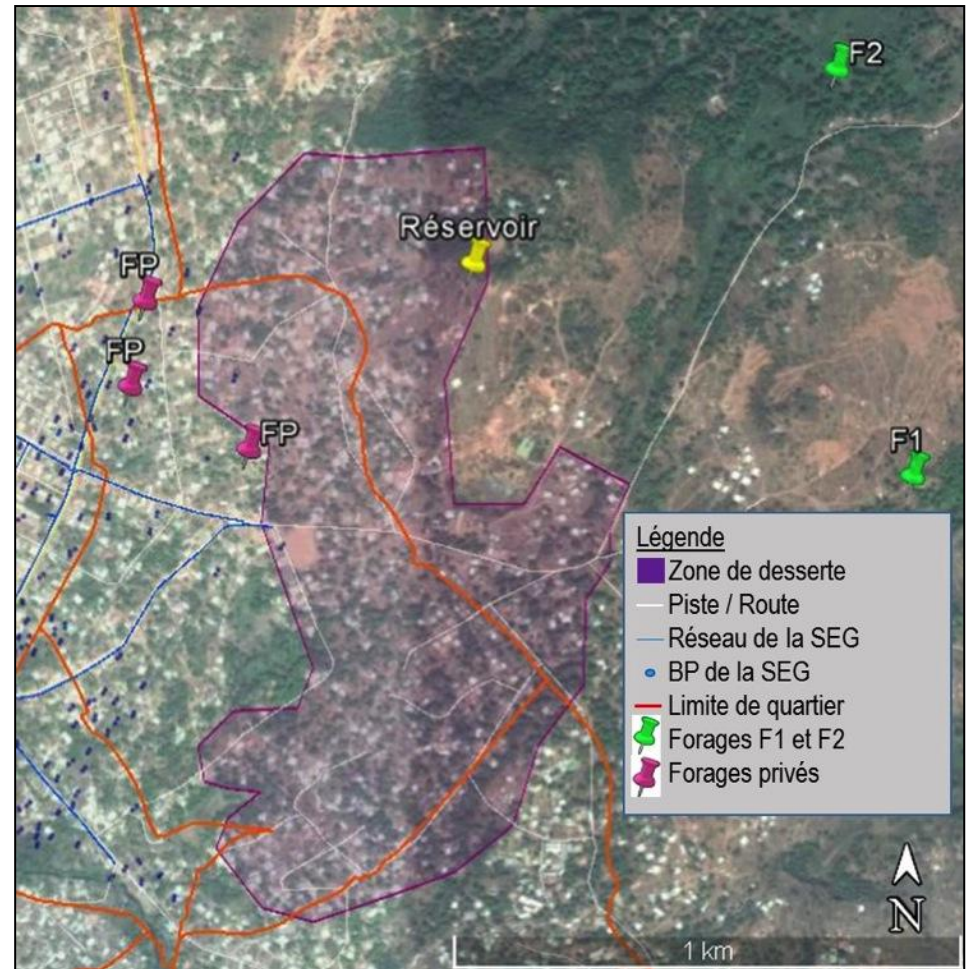 F2
Réservoir
FP
FP
FP
F1
Légende
Zone de desserte
Piste / Route
Réseau de la SEG
BP de la SEG
Limite de quartier
Forages F1 et F2
Forages privés
N
1 km